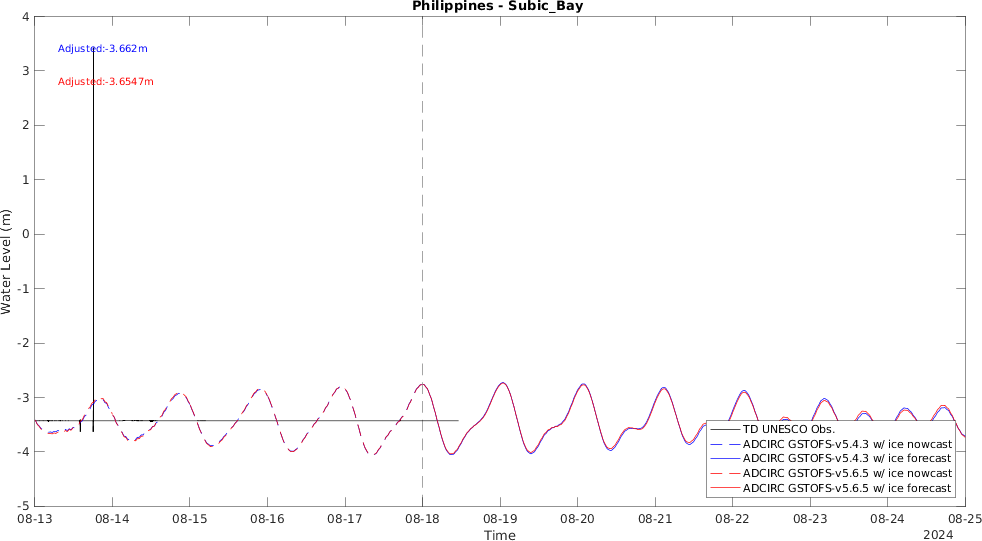 Philippines - Subic_Bay
4
Adjusted:-3.662m
3
Adjusted:-3.6547m
2
1
0
-1
-2
-3
-4
-5
Water Level (m)
TD UNESCO Obs.
ADCIRC GSTOFS-v5.4.3 w/ ice nowcast
ADCIRC GSTOFS-v5.4.3 w/ ice forecast
ADCIRC GSTOFS-v5.6.5 w/ ice nowcast
ADCIRC GSTOFS-v5.6.5 w/ ice forecast
08-13 08-14 08-15 08-16 08-17 08-18 08-19 08-20 08-21 08-22 08-23 08-24 08-25
Time
2024